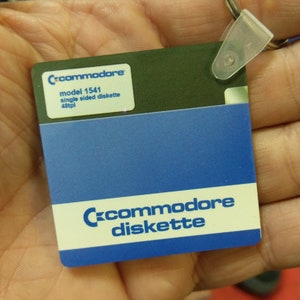 commodore
model 1541
single sided diskette
48tpi
commodore
diskette